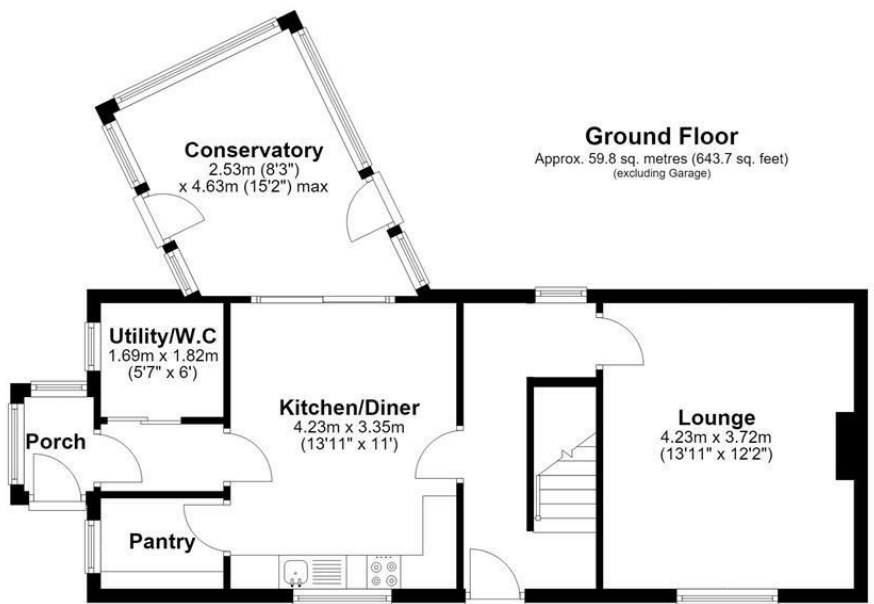 Ground Floor
Approx. 59.8 sq. metres (643.7 sq. feet)
(excluding Garage)
Conservatory
2.53m (8'3")
x 4.63m (15'2") max
Utility/W.C
1.69m x 1.82m
(5'7" x 6')
Kitchen/Diner
4.23m x 3.35m
(13'11" x 11')
Lounge
4.23m x 3.72m
(13'11" x 12'2")
Porch
Pantry